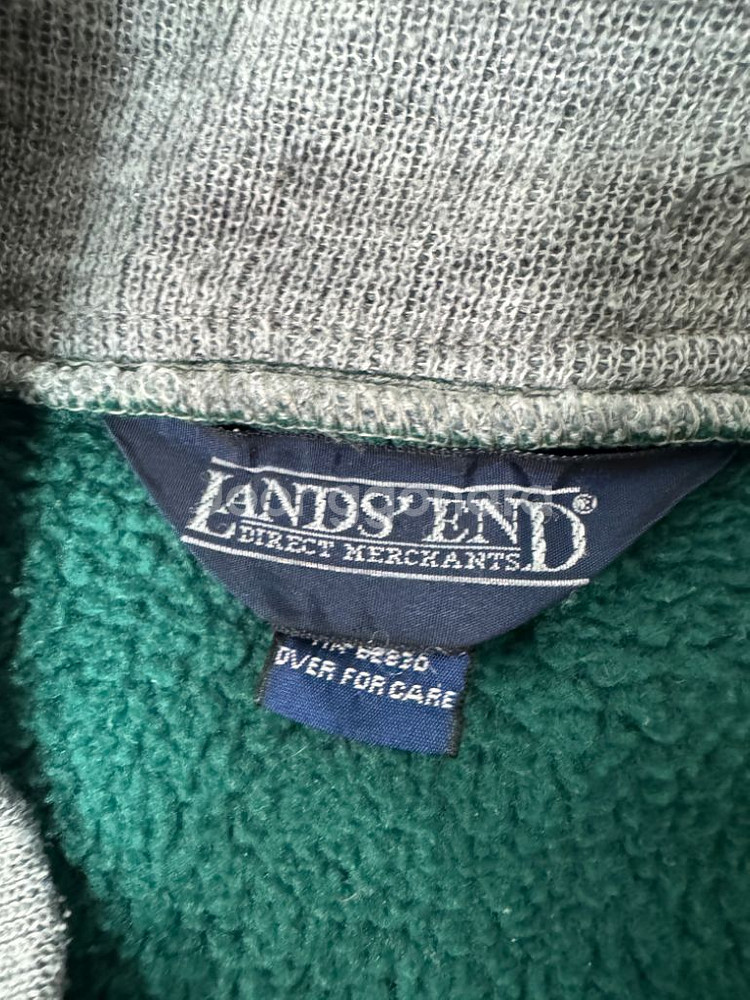 LANDS' END®
DIRECT MERCHANTS
OVER FOR CARE